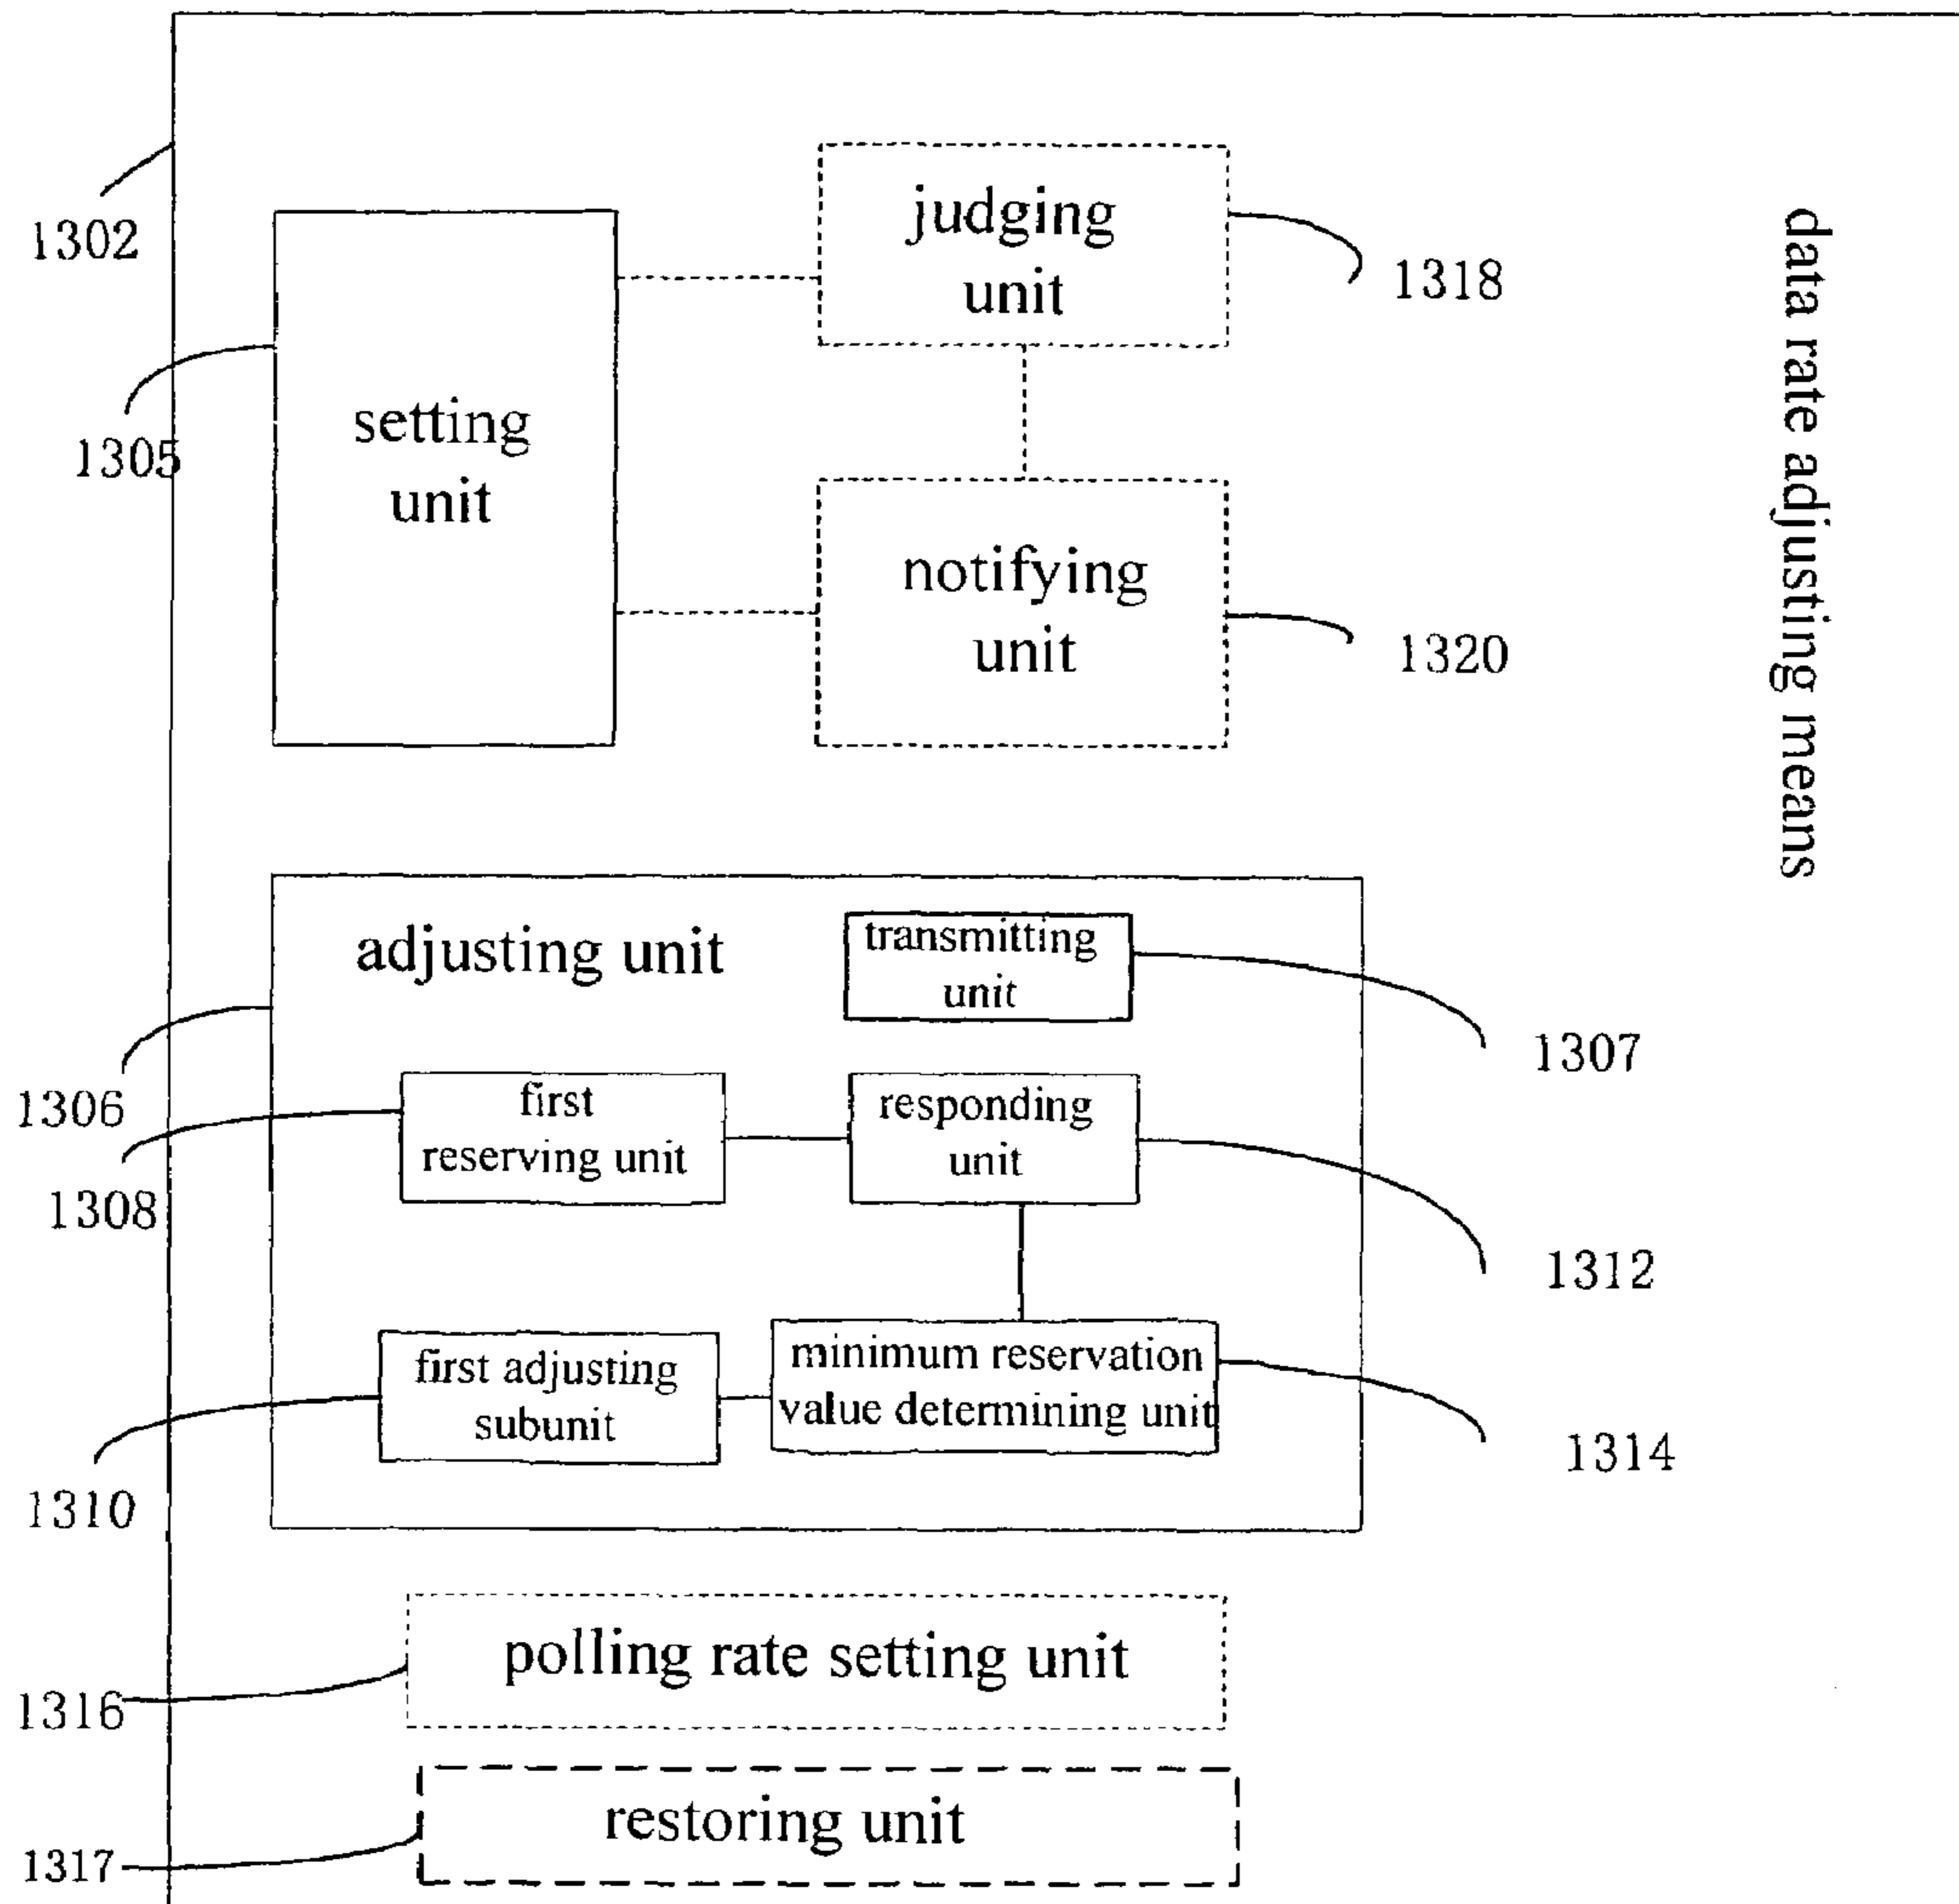 1302
judging
unit
1318
data rate adjusting means
1305
setting
unit
notifying
unit
1320
adjusting unit
transmitting
unit
1307
1306
first
reserving unit
responding
unit
1308
1312
first adjusting
subunit
minimum reservation
value determining unit
1314
1310
polling rate setting unit
1316
restoring unit
1317